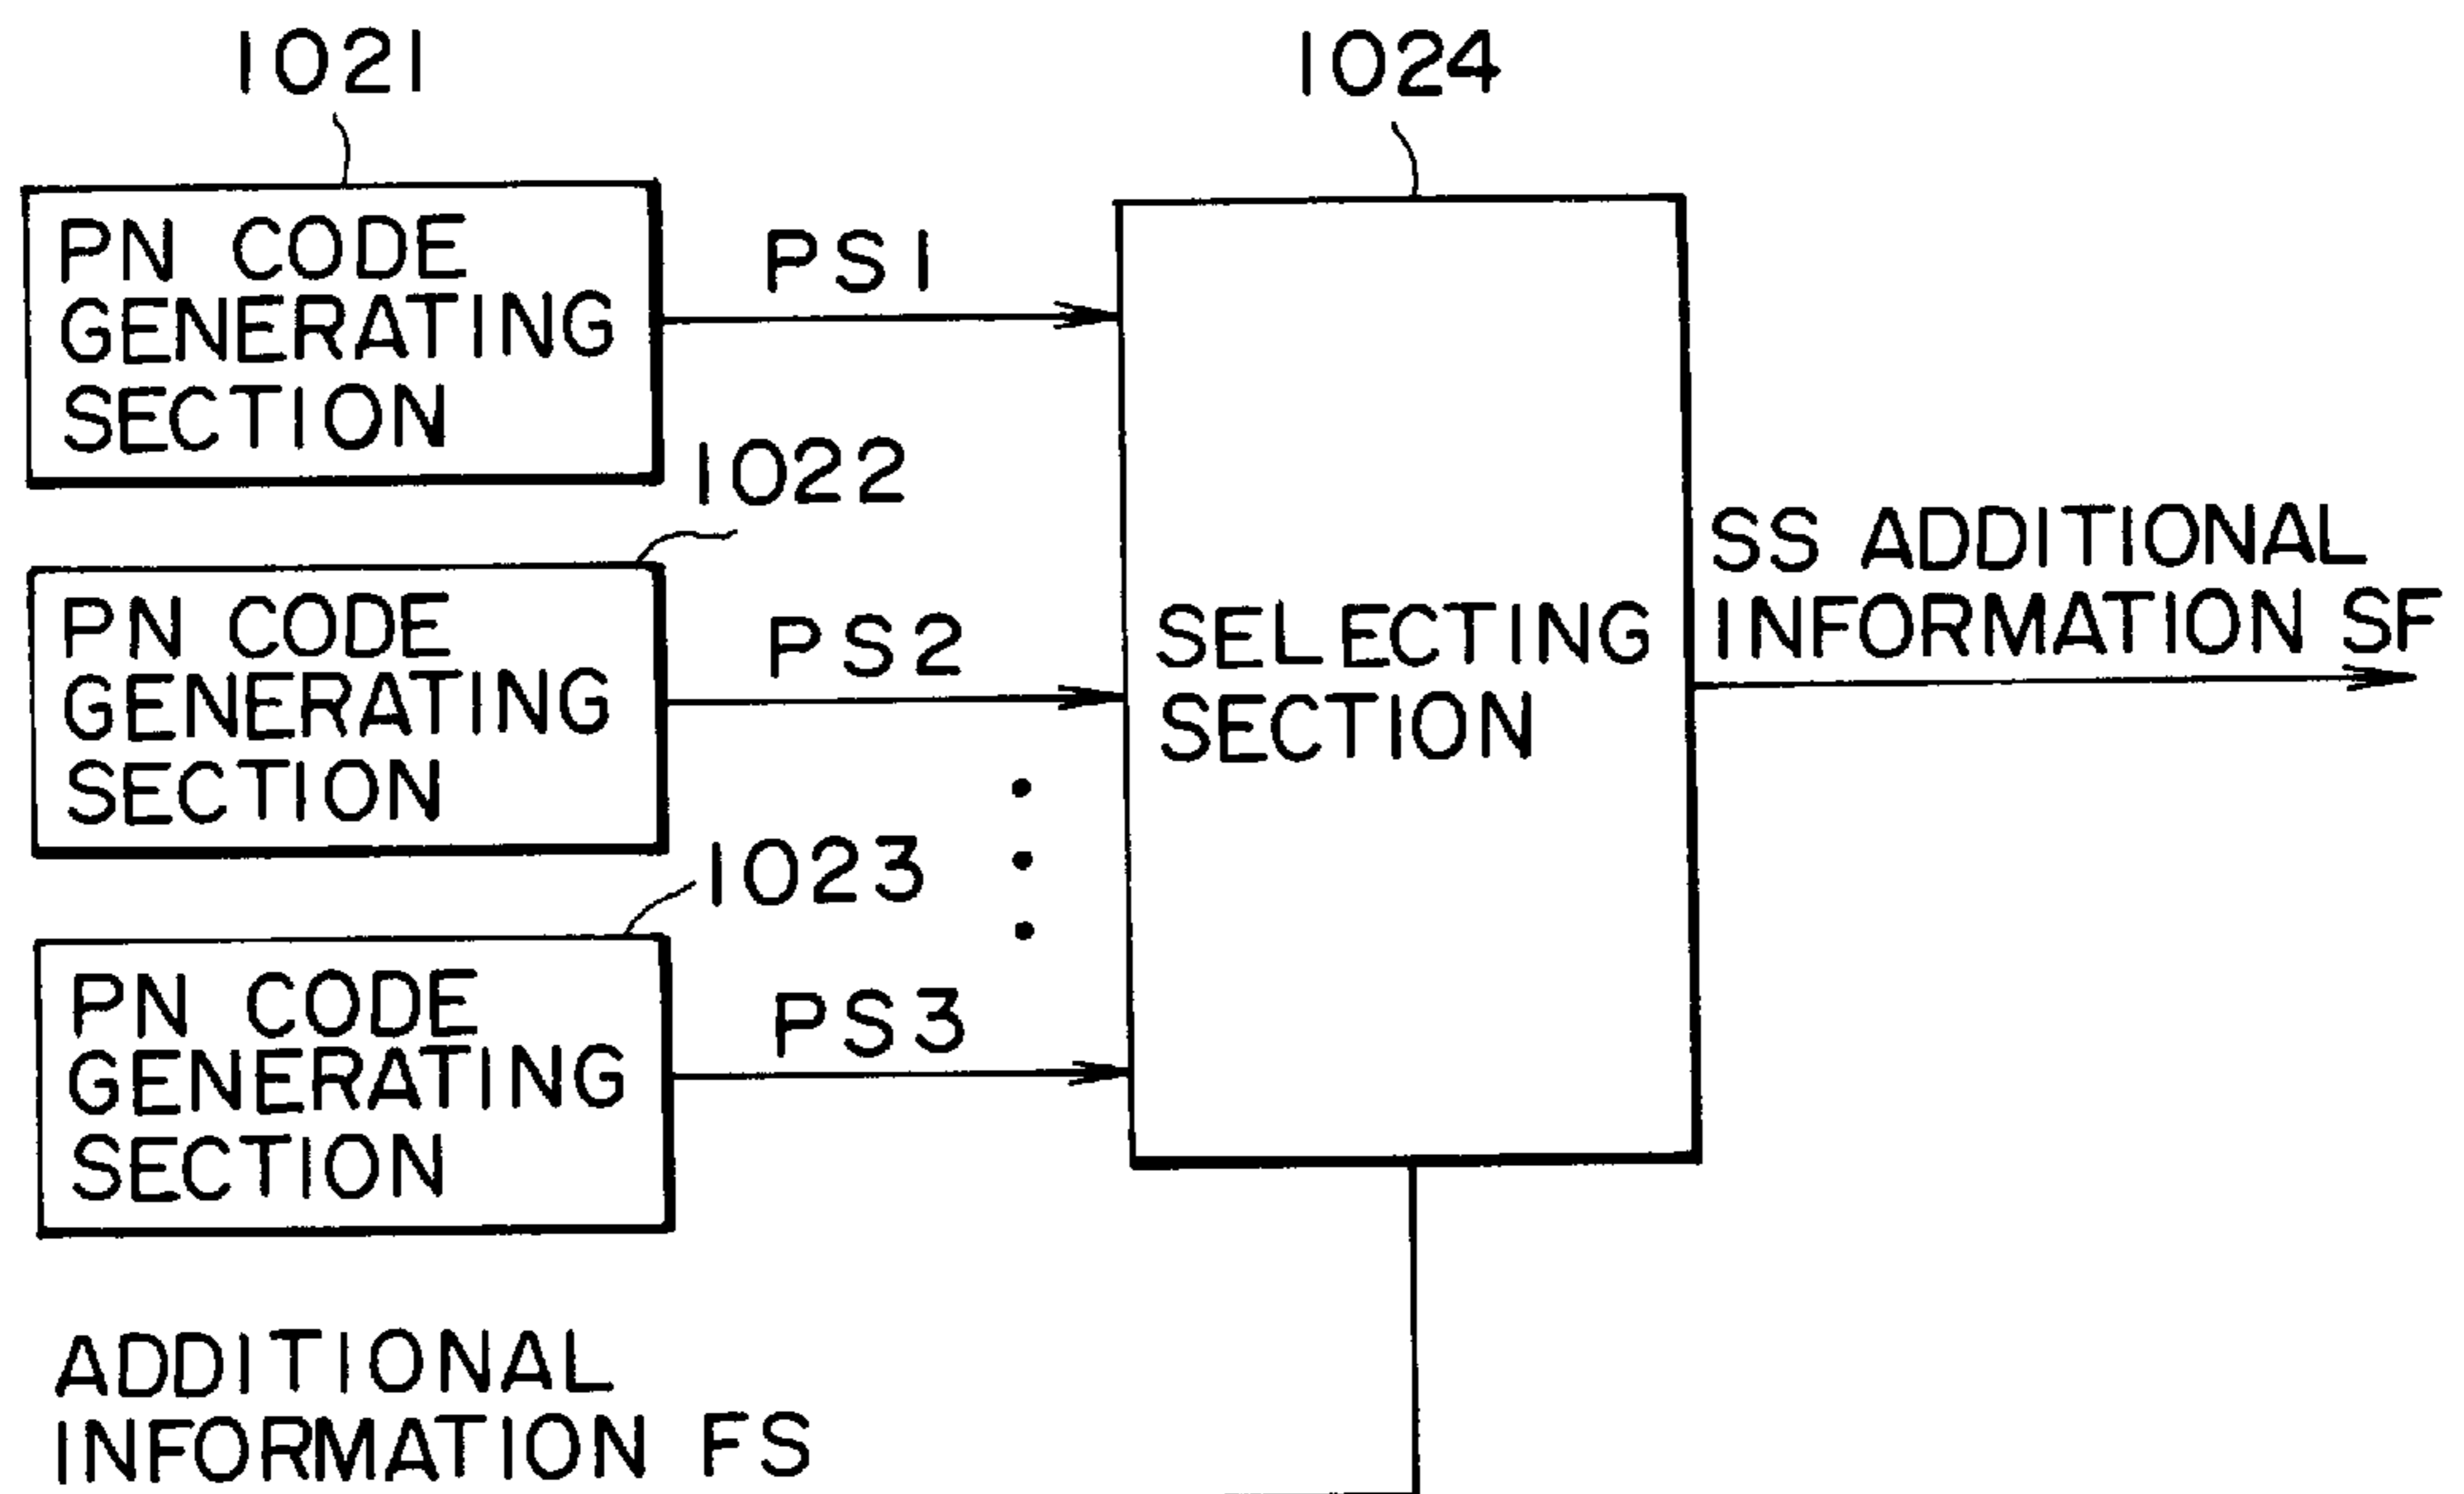 1021
1024
PN CODE
GENERATING
SECTION
PS1
1022
PN CODE
GENERATING
SECTION
PS2
SELECTING
SECTION
SS ADDITIONAL
INFORMATION SF
1023
PN CODE
GENERATING
SECTION
PS3
ADDITIONAL
INFORMATION FS